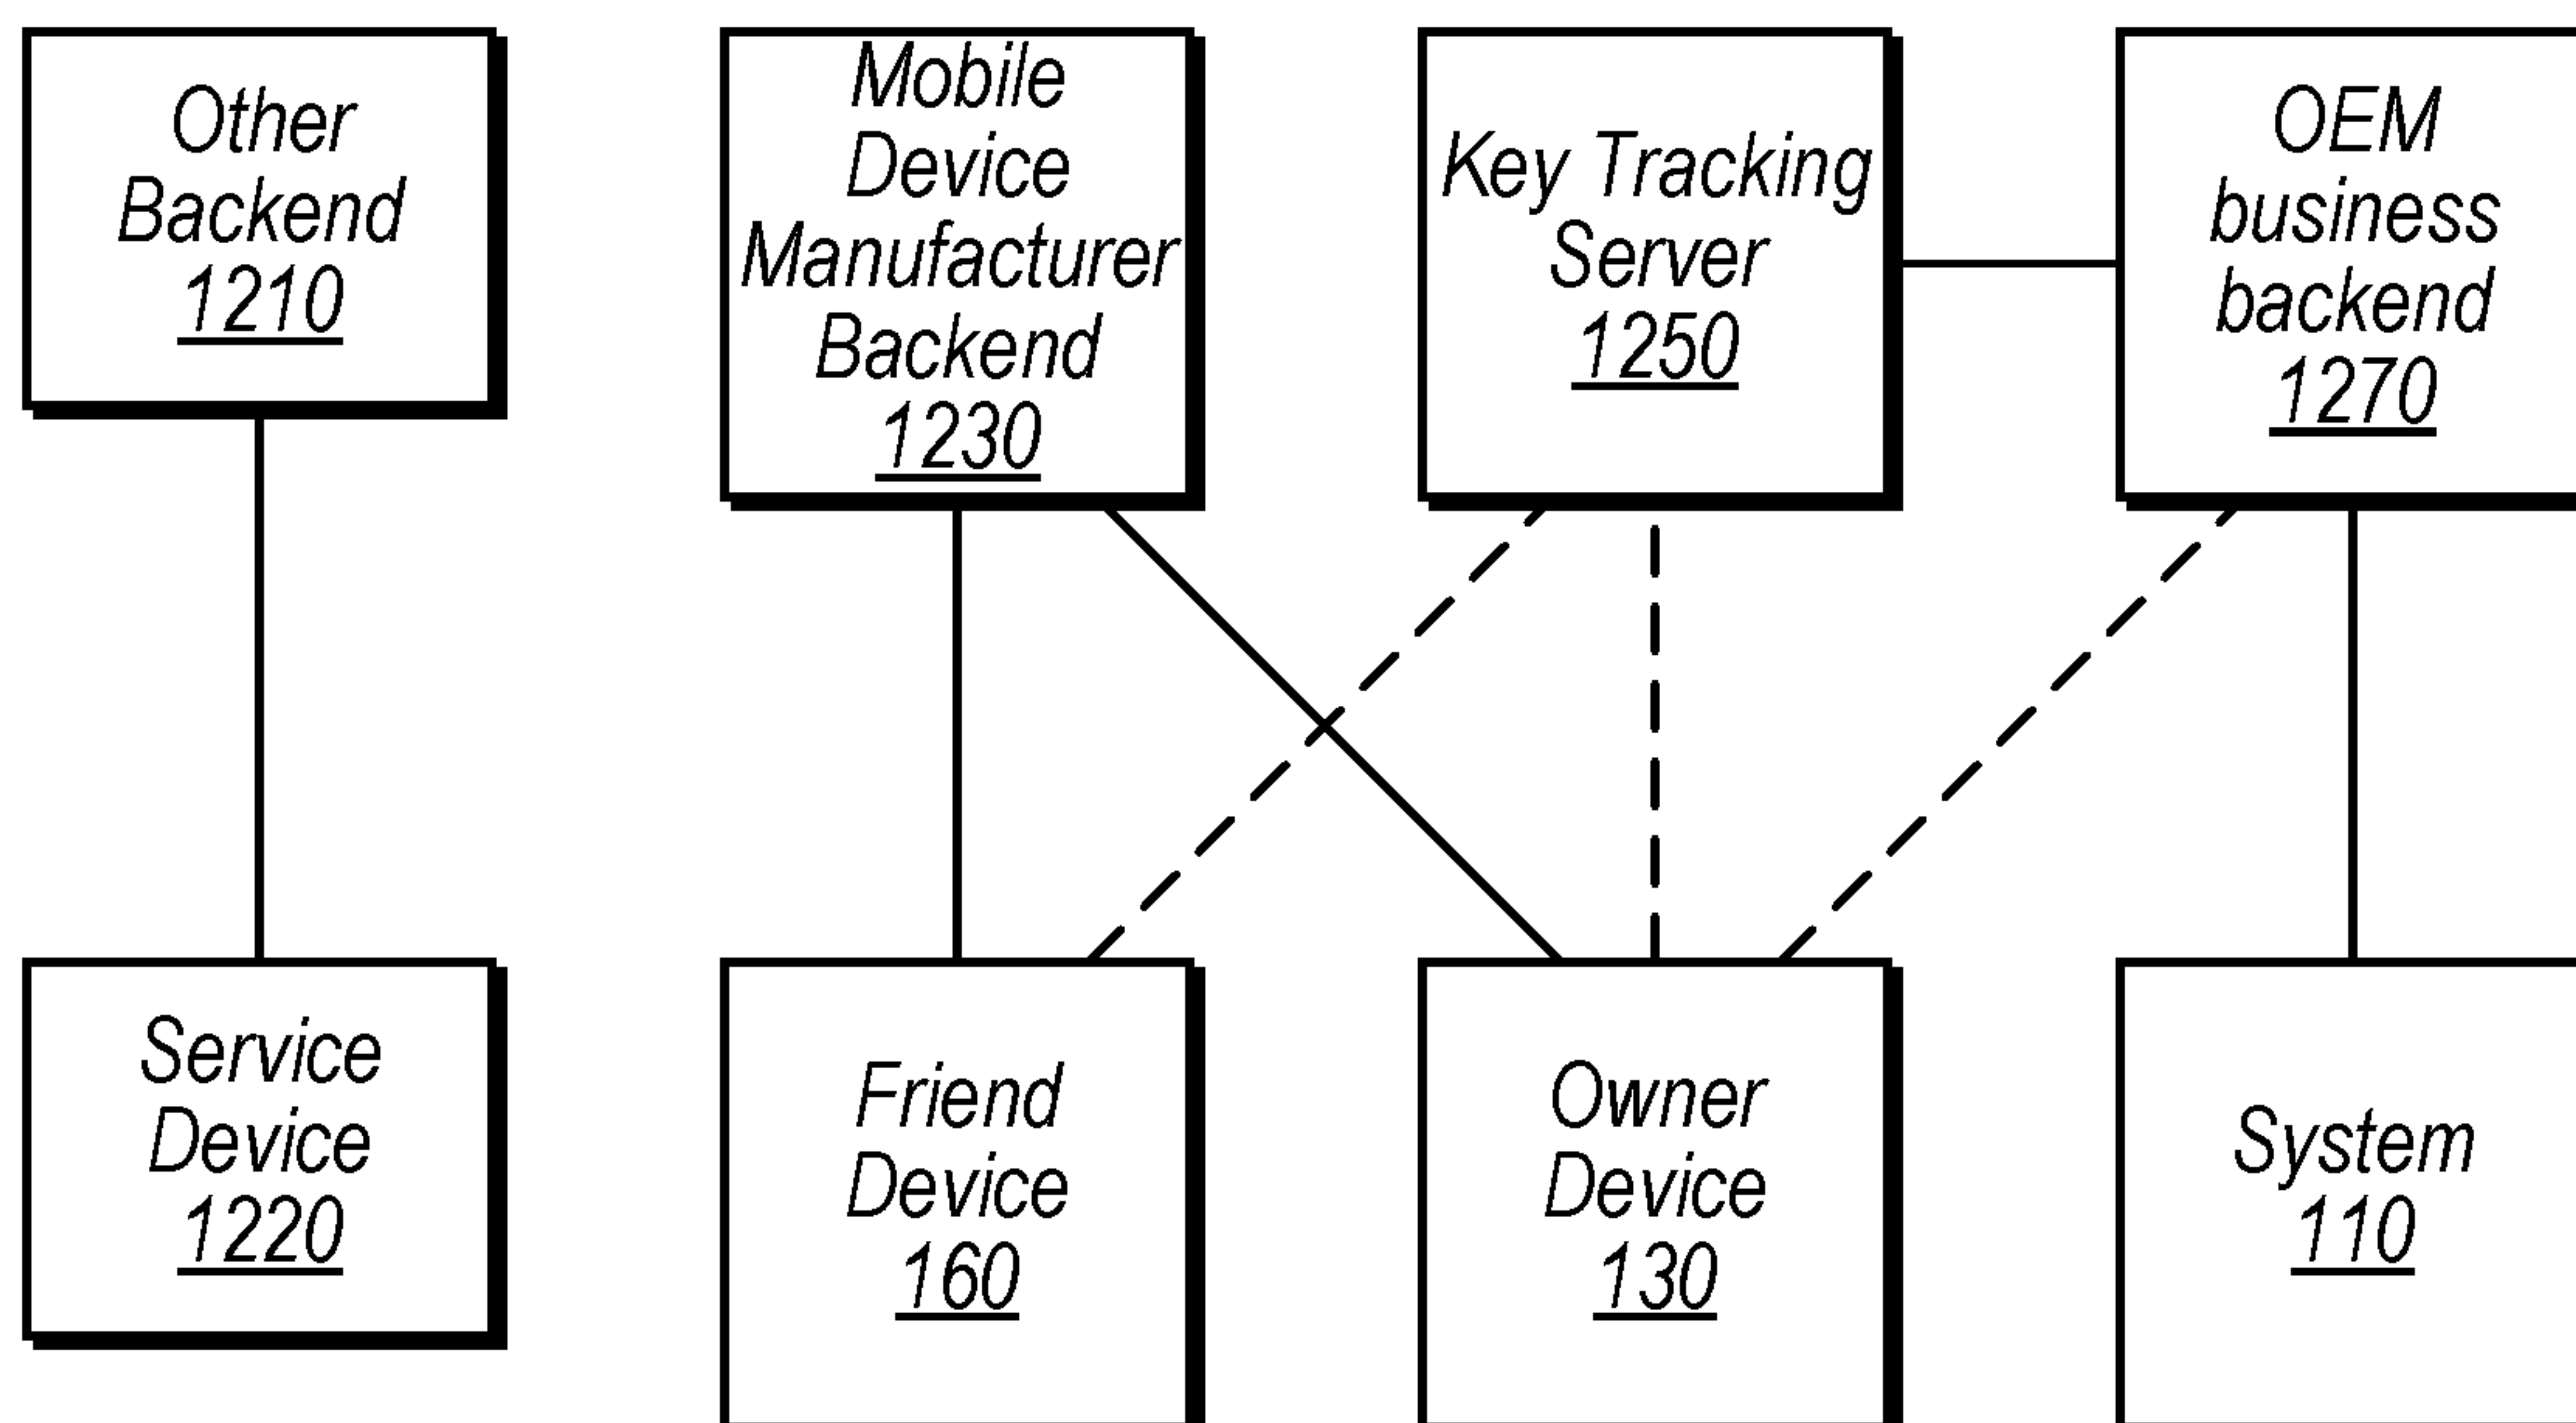 Other
Backend
1210
Mobile
Device
Manufacturer
Backend
1230
Key Tracking
Server
1250
OEM
business
backend
1270
Service
Device
1220
Friend
Device
160
Owner
Device
130
System
110